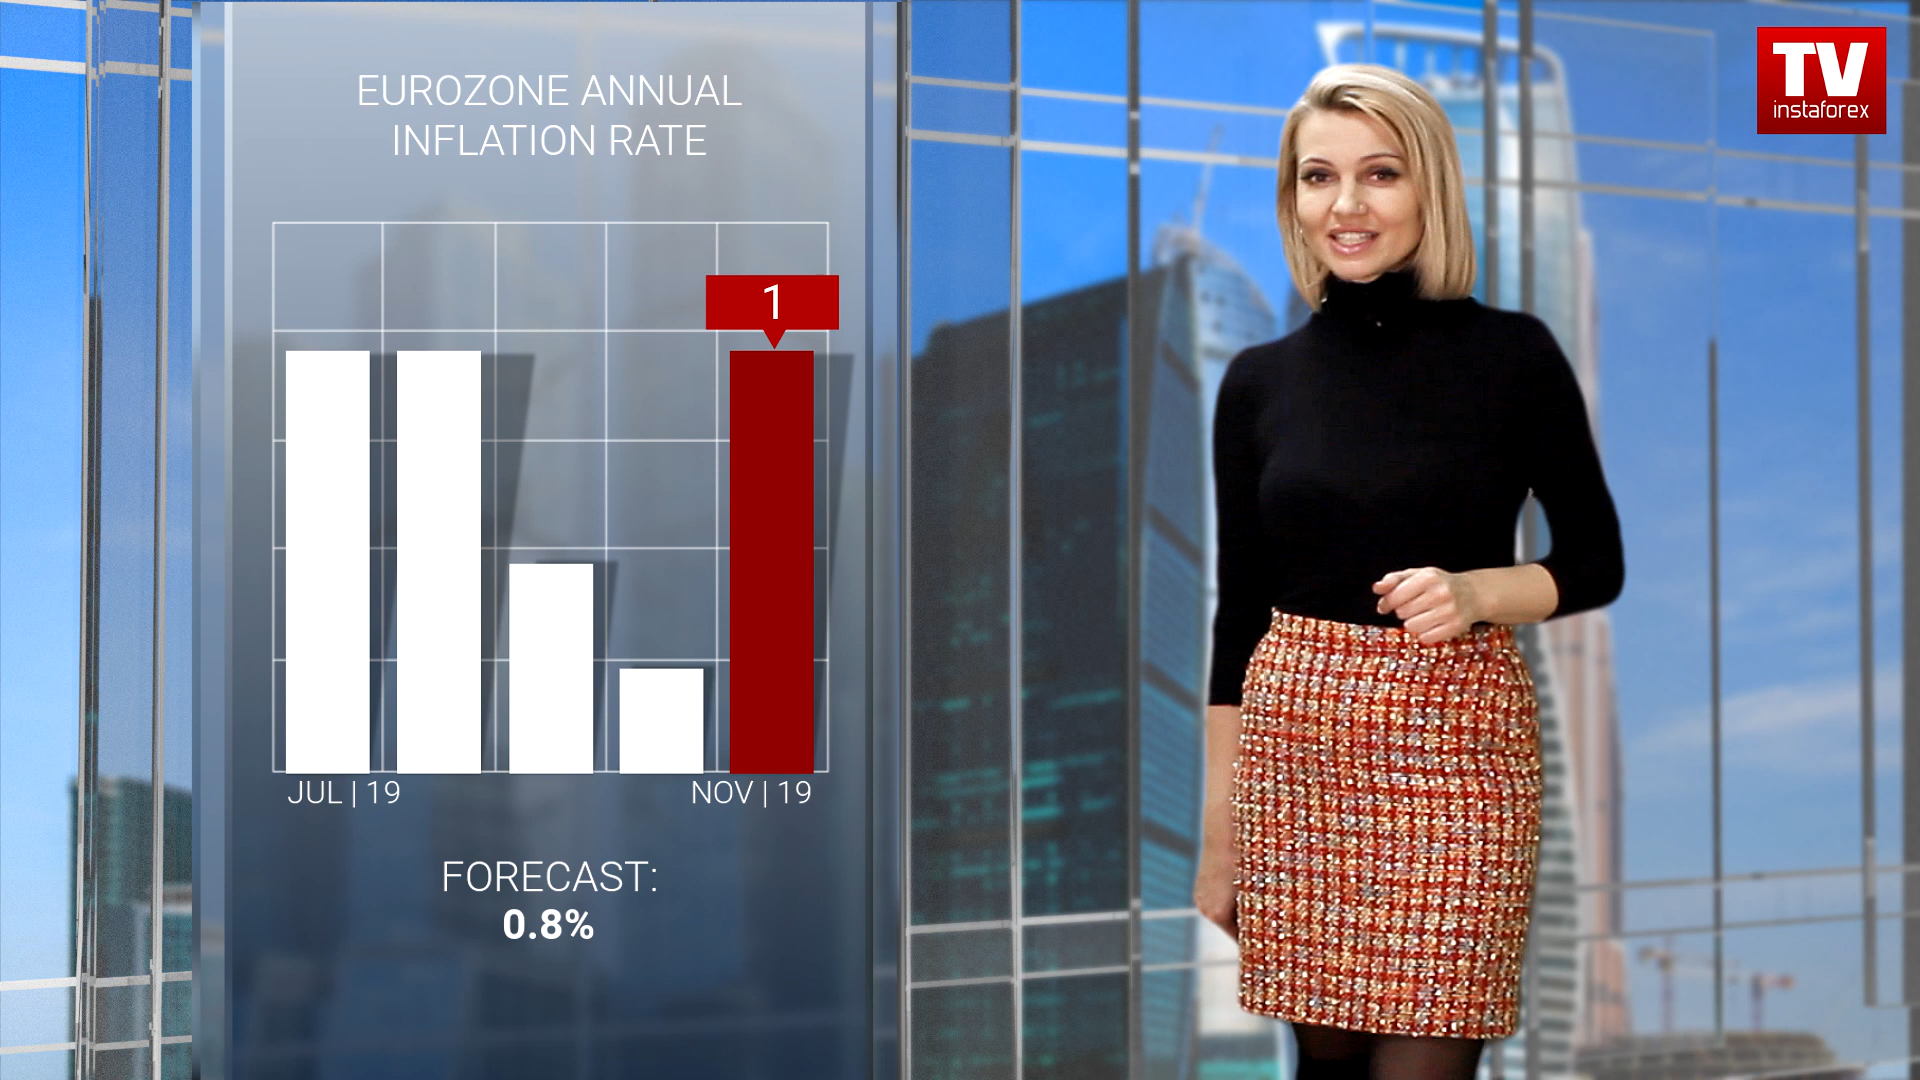 EUROZONE ANNUAL
INFLATION RATE
1
JUL | 19
NOV | 19
FORECAST:
0.8%
TV
instaforex